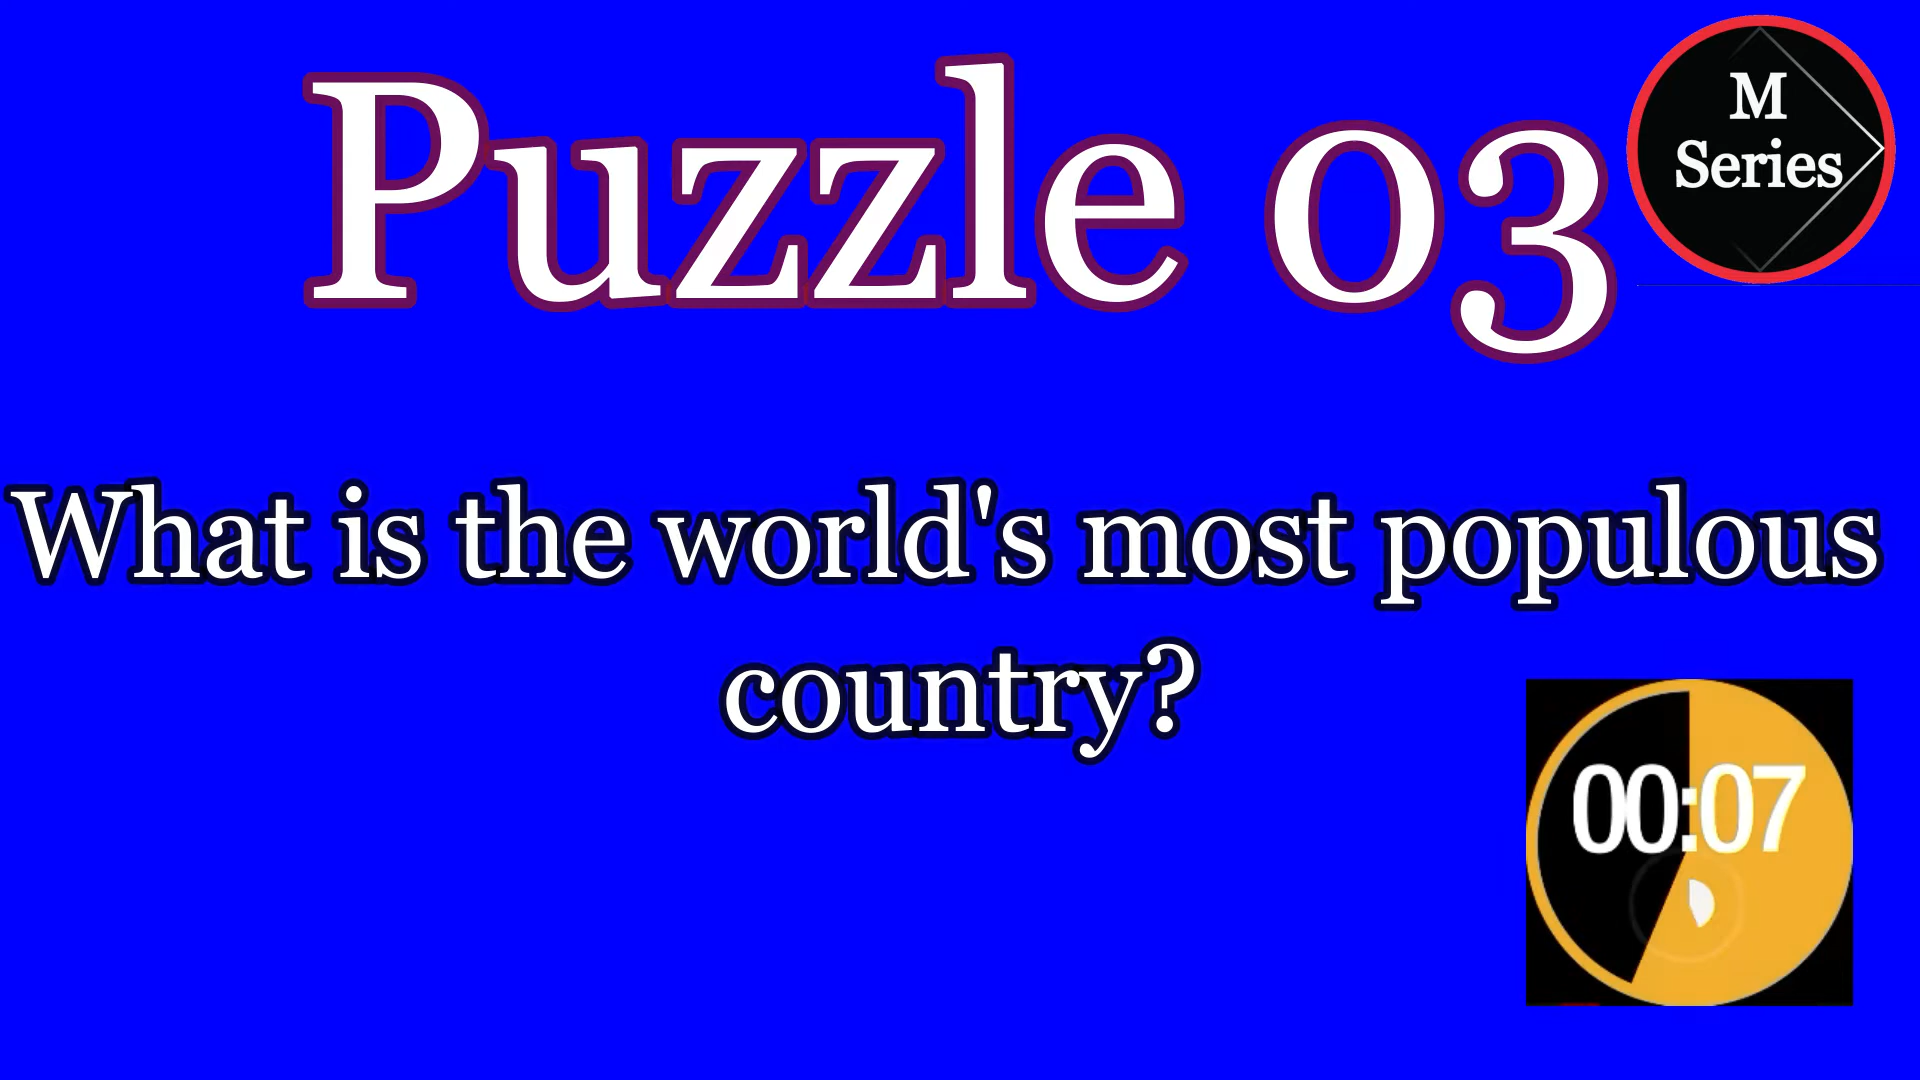 Puzzle 03
M
Series
What is the world's most populous
country?
00:07